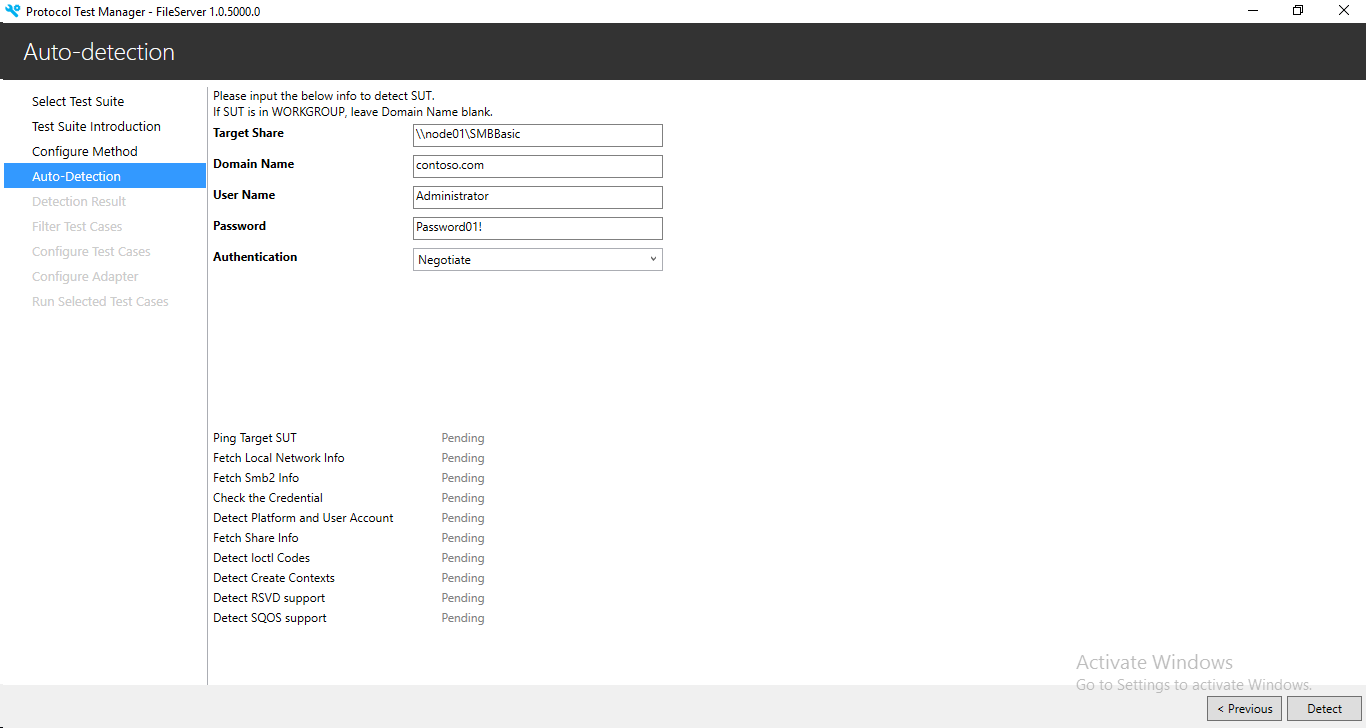 Protocol Test Manager - FileServer 1.0.5000.0
Auto-detection
Select Test Suite
Test Suite Introduction
Configure Method
Auto-Detection
Detection Result
Filter Test Cases
Configure Test Cases
Configure Adapter
Run Selected Test Cases
Please input the below info to detect SUT.
If SUT is in WORKGROUP, leave Domain Name blank.
Target Share \\node01\SMBBasic
Domain Name contoso.com
User Name Administrator
Password Password01!
Authentication Negotiate
Ping Target SUT Pending
Fetch Local Network Info Pending
Fetch Smb2 Info Pending
Check the Credential Pending
Detect Platform and User Account Pending
Fetch Share Info Pending
Detect Ioctl Codes Pending
Detect Create Contexts Pending
Detect RSVD support Pending
Detect SQOS support Pending
Activate Windows
Go to Settings to activate Windows.
< Previous Detect